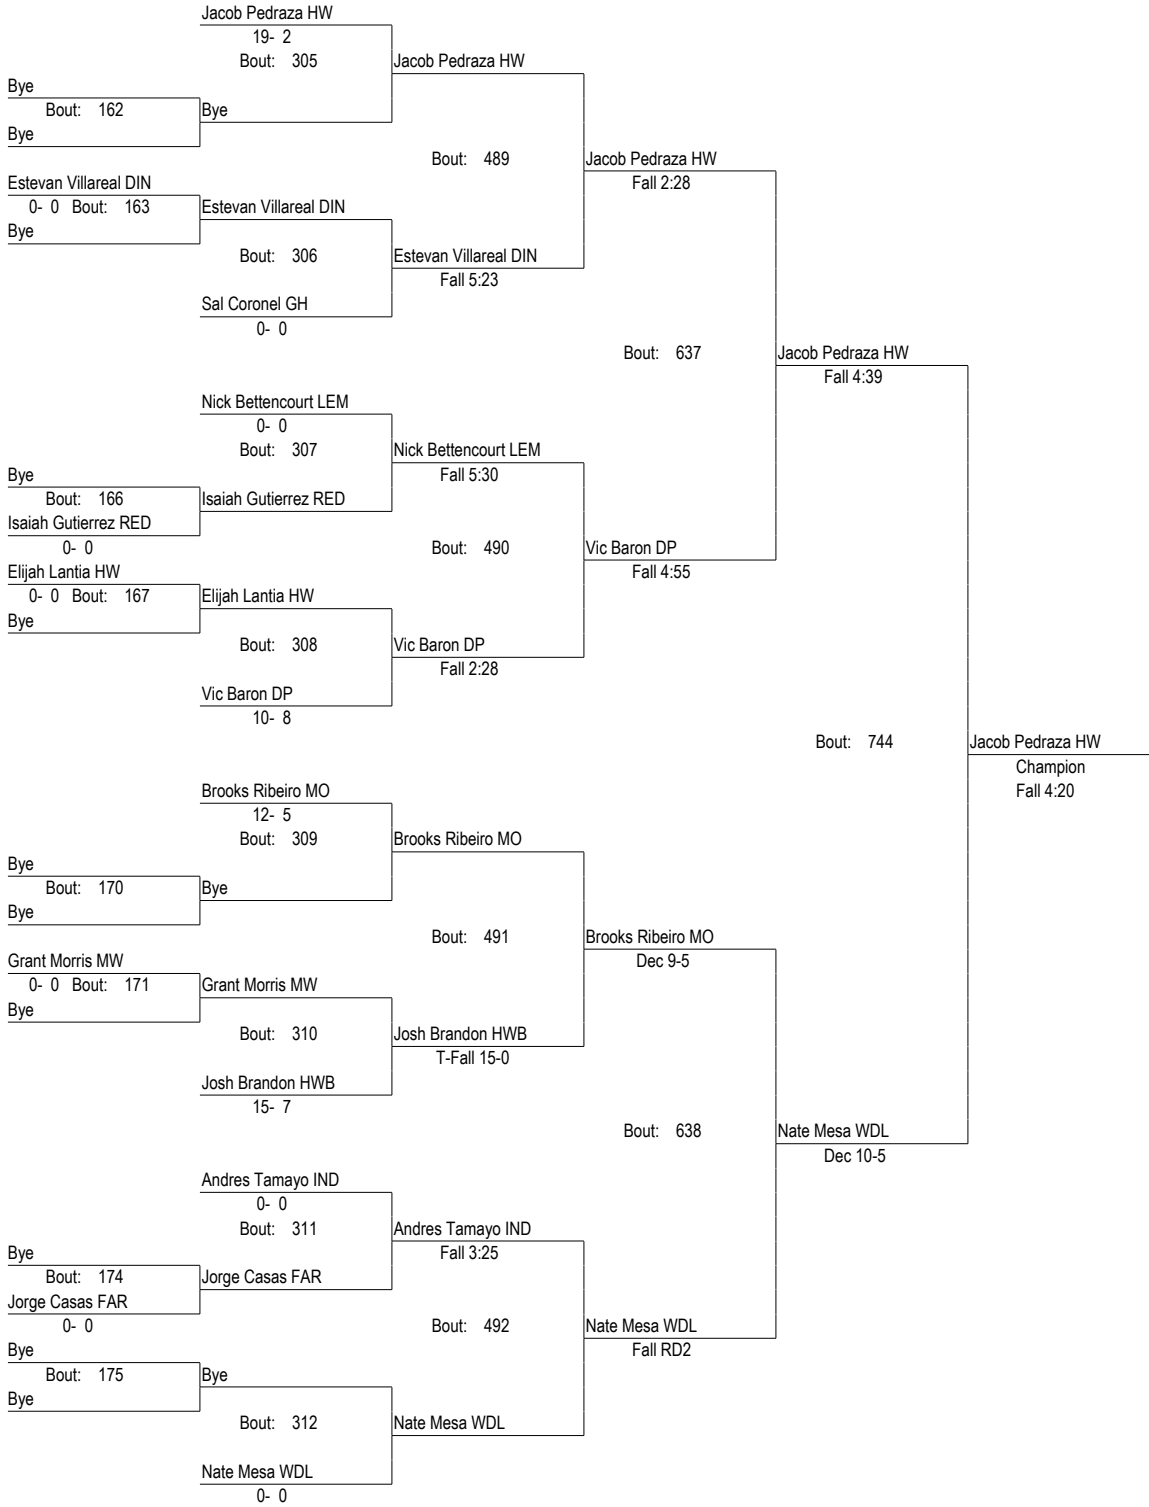 Jacob Pedraza HW
19- 2
Bout: 305
Jacob Pedraza HW
Bye
Bout: 162
Bye
Bye
Bout: 489
Jacob Pedraza HW
Fall 2:28
Estevan Villareal DIN
0- 0 Bout: 163
Estevan Villareal DIN
Bye
Bout: 306
Estevan Villareal DIN
Fall 5:23
Sal Coronel GH
0- 0
Bout: 637
Jacob Pedraza HW
Fall 4:39
Nick Bettencourt LEM
0- 0
Bout: 307
Nick Bettencourt LEM
Fall 5:30
Bye
Bout: 166
Isaiah Gutierrez RED
Isaiah Gutierrez RED
0- 0
Bout: 490
Vic Baron DP
Fall 4:55
Elijah Lantia HW
0- 0 Bout: 167
Elijah Lantia HW
Bye
Bout: 308
Vic Baron DP
Fall 2:28
Vic Baron DP
10- 8
Bout: 744
Jacob Pedraza HW
Champion
Fall 4:20
Brooks Ribeiro MO
12- 5
Bout: 309
Brooks Ribeiro MO
Bye
Bout: 170
Bye
Bye
Bout: 491
Brooks Ribeiro MO
Dec 9-5
Grant Morris MW
0- 0 Bout: 171
Grant Morris MW
Bye
Bout: 310
Josh Brandon HWB
T-Fall 15-0
Josh Brandon HWB
15- 7
Bout: 638
Nate Mesa WDL
Dec 10-5
Andres Tamayo IND
0- 0
Bout: 311
Andres Tamayo IND
Fall 3:25
Bye
Bout: 174
Jorge Casas FAR
Jorge Casas FAR
0- 0
Bout: 492
Nate Mesa WDL
Fall RD2
Bye
Bout: 175
Bye
Bye
Bout: 312
Nate Mesa WDL
Nate Mesa WDL
0- 0